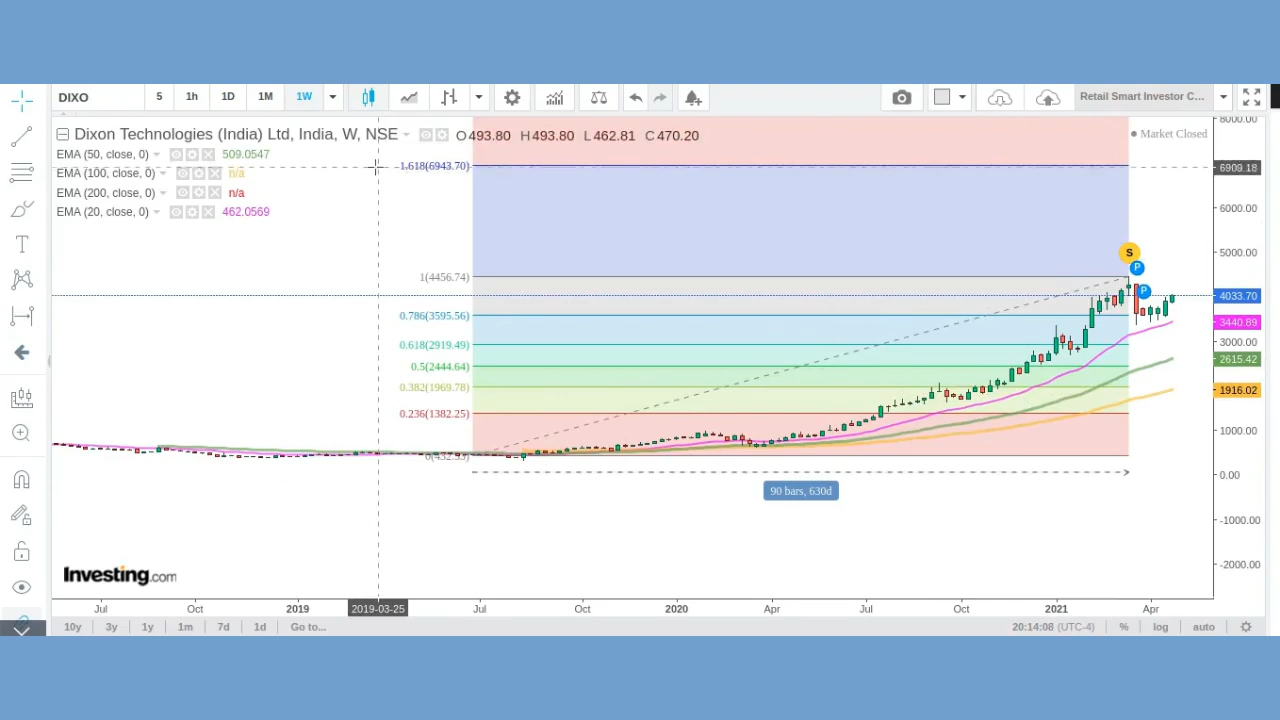 DIXO 5 1h 1D 1M 1W Retail Smart Investor C...
Dixon Technologies (India) Ltd, India, W, NSE O493.80 H493.80 L462.81 C470.20 Market Closed
EMA (50, close, 0) 509.0547
EMA (100, close, 0) n/a
EMA (200, close, 0) n/a
EMA (20, close, 0) 462.0569
1.618(6943.70)
1(4456.74)
0.786(3595.56)
0.618(2919.49)
0.5(2444.64)
0.382(1969.78)
0.236(1382.25)
S
P
P
90 bars, 630d
8000.00
6909.18
6000.00
5000.00
4033.70
3440.89
3000.00
2615.42
1916.02
1000.00
0.00
-1000.00
-2000.00
Investing.com
Jul Oct 2019 2019-03-25 Jul Oct 2020 Apr Jul Oct 2021 Apr
10y 3y 1y 1m 7d 1d Go to... 20:14:08 (UTC-4) % log auto